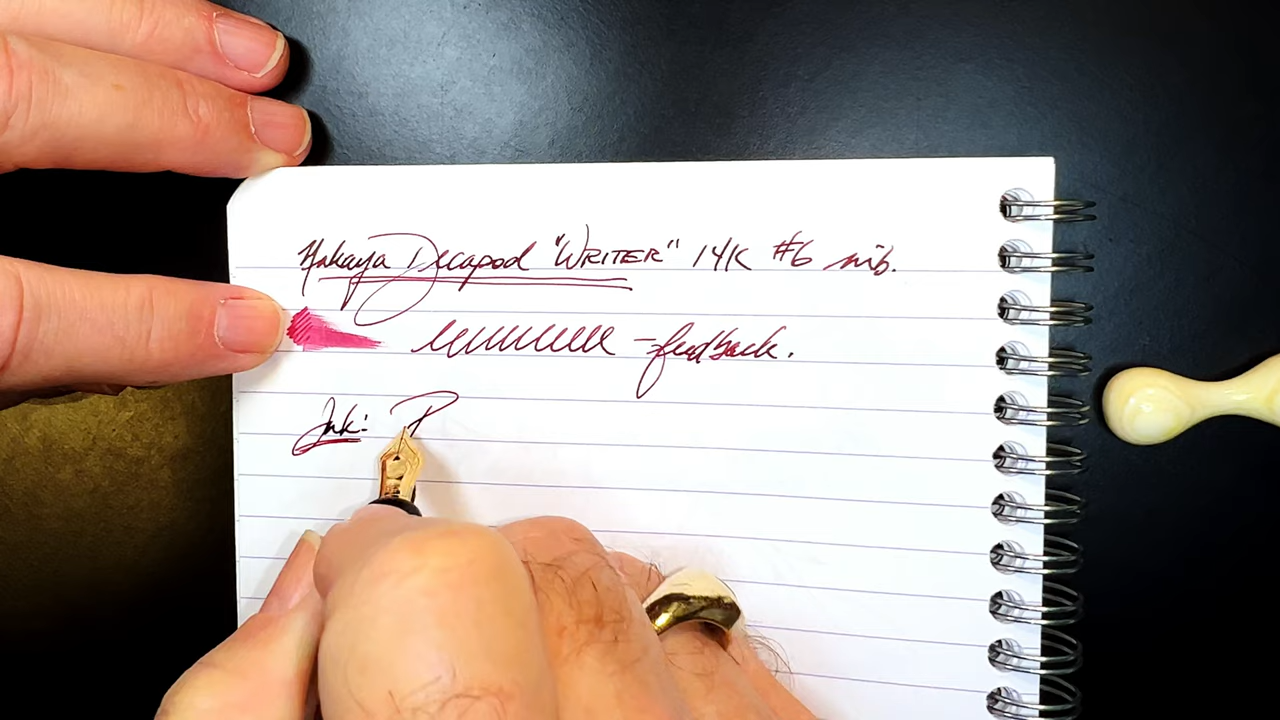 Nakaya Decapod "WRITER" 14K #6 nib.
-feedback.
Ink: P